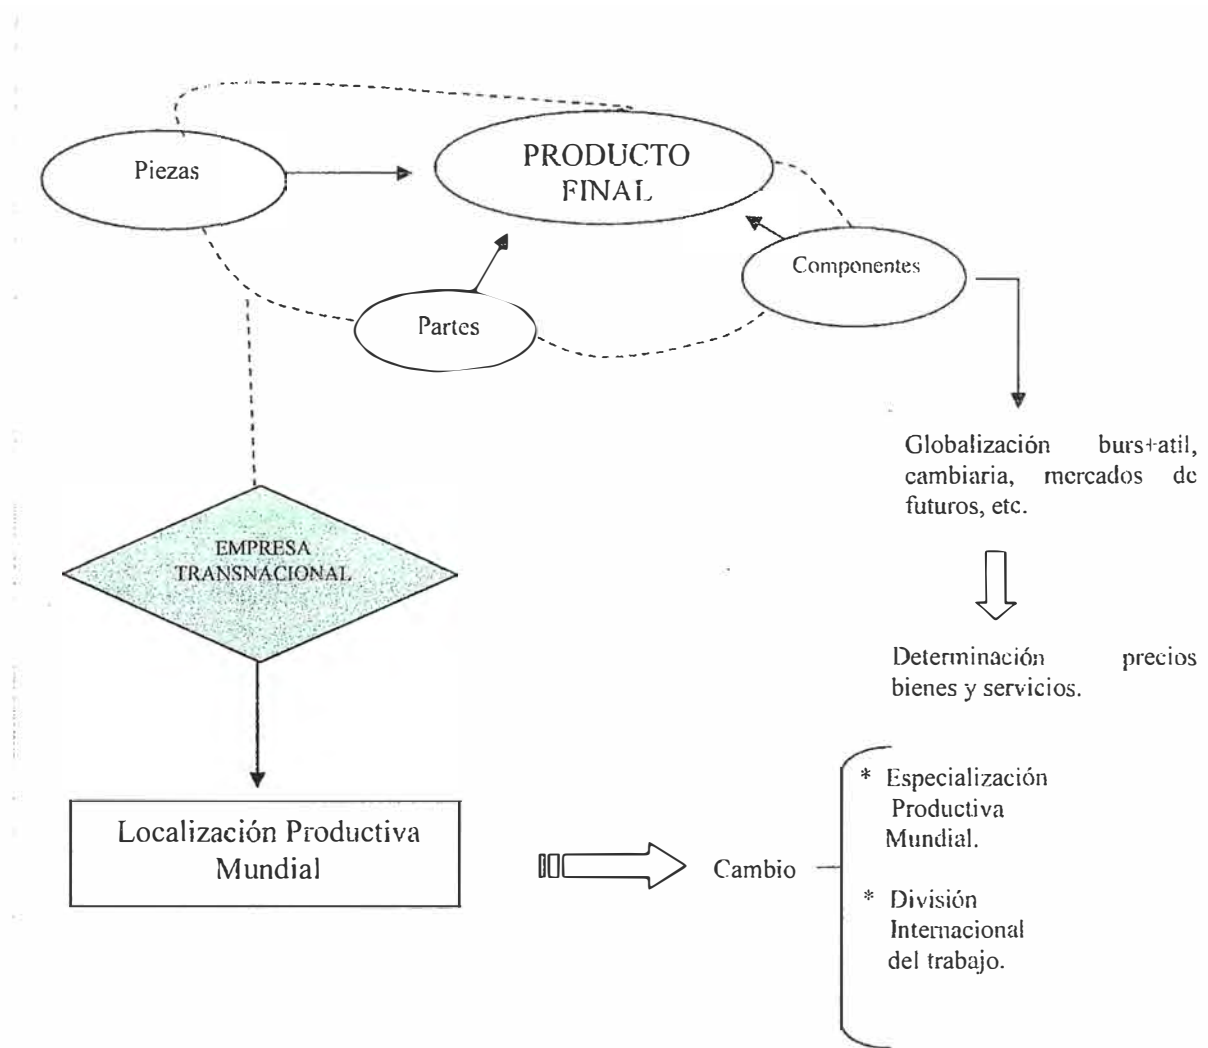 PRODUCTO
FINAL
Piezas
Componentes
Partes
Globalización burs+atil,
cambiaria, mercados de
futuros, etc.
EMPRESA
TRANSNACIONAL
Determinación precios
bienes y servicios.
Localización Productiva
Mundial
Cambio
* Especialización
Productiva
Mundial.
* División
Internacional
del trabajo.